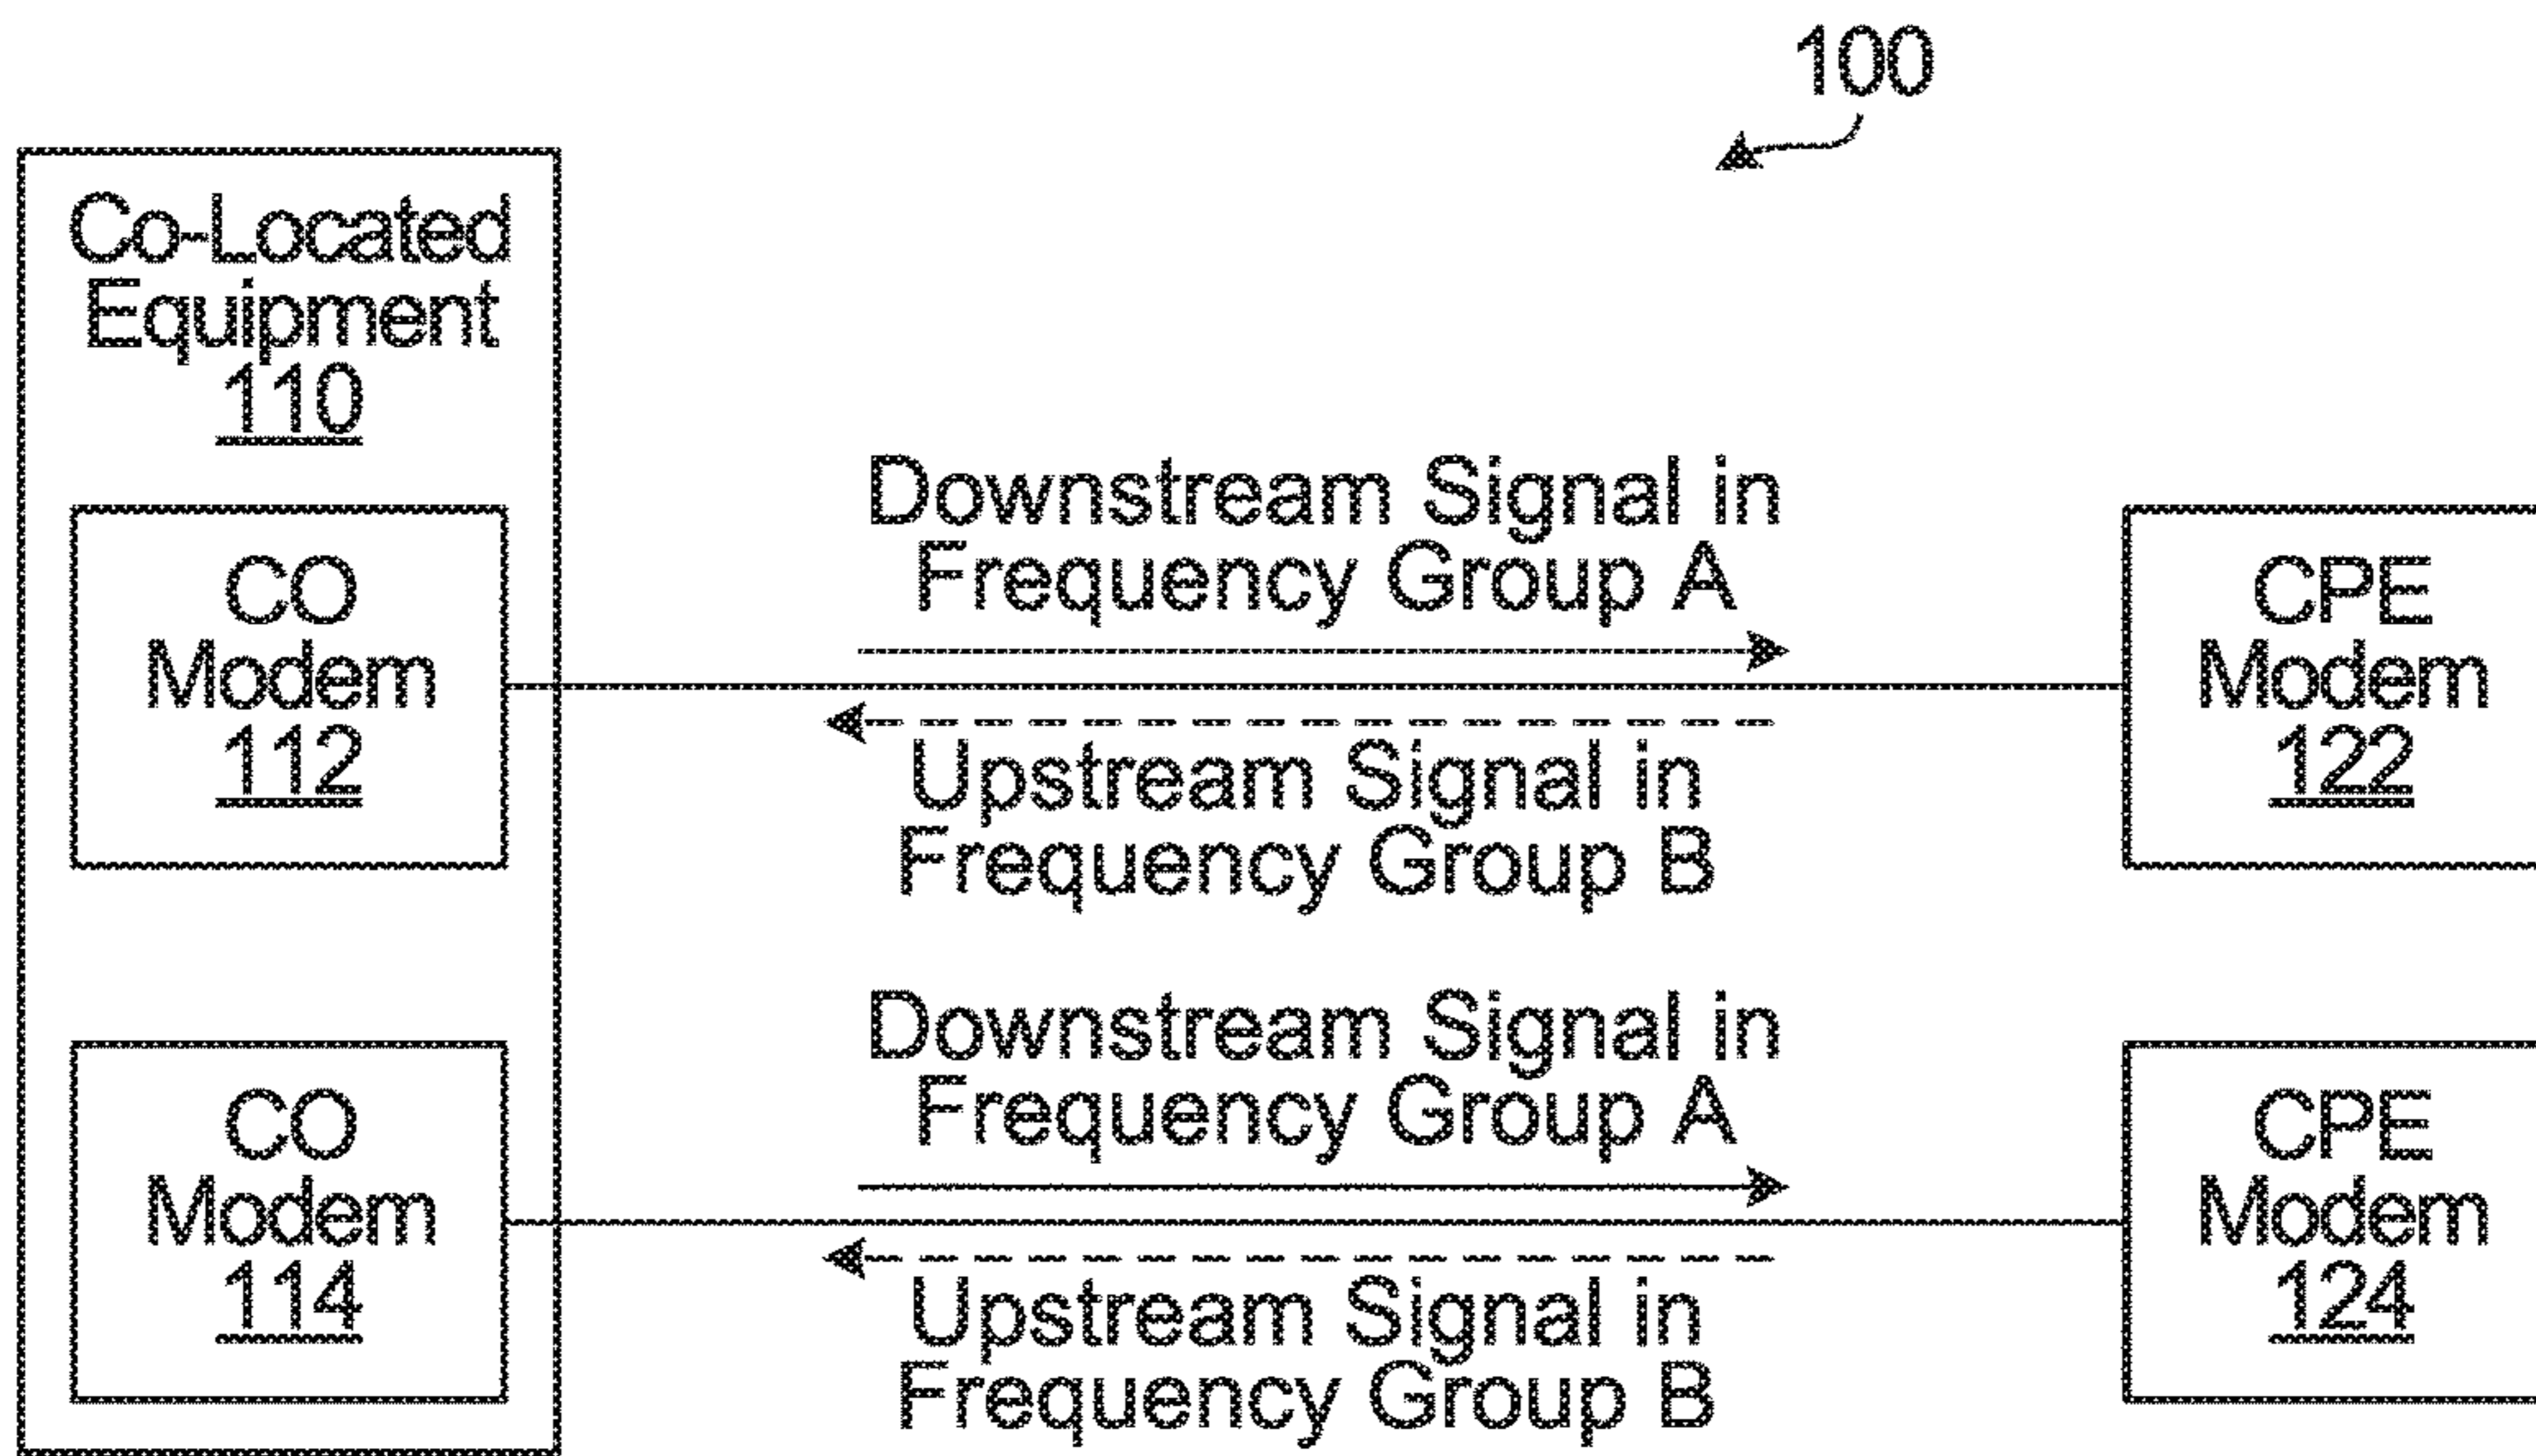 100
Co-Located
Equipment
110
CO
Modem
112
Downstream Signal in
Frequency Group A
Upstream Signal in
Frequency Group B
CPE
Modem
122
CO
Modem
114
Downstream Signal in
Frequency Group A
Upstream Signal in
Frequency Group B
CPE
Modem
124